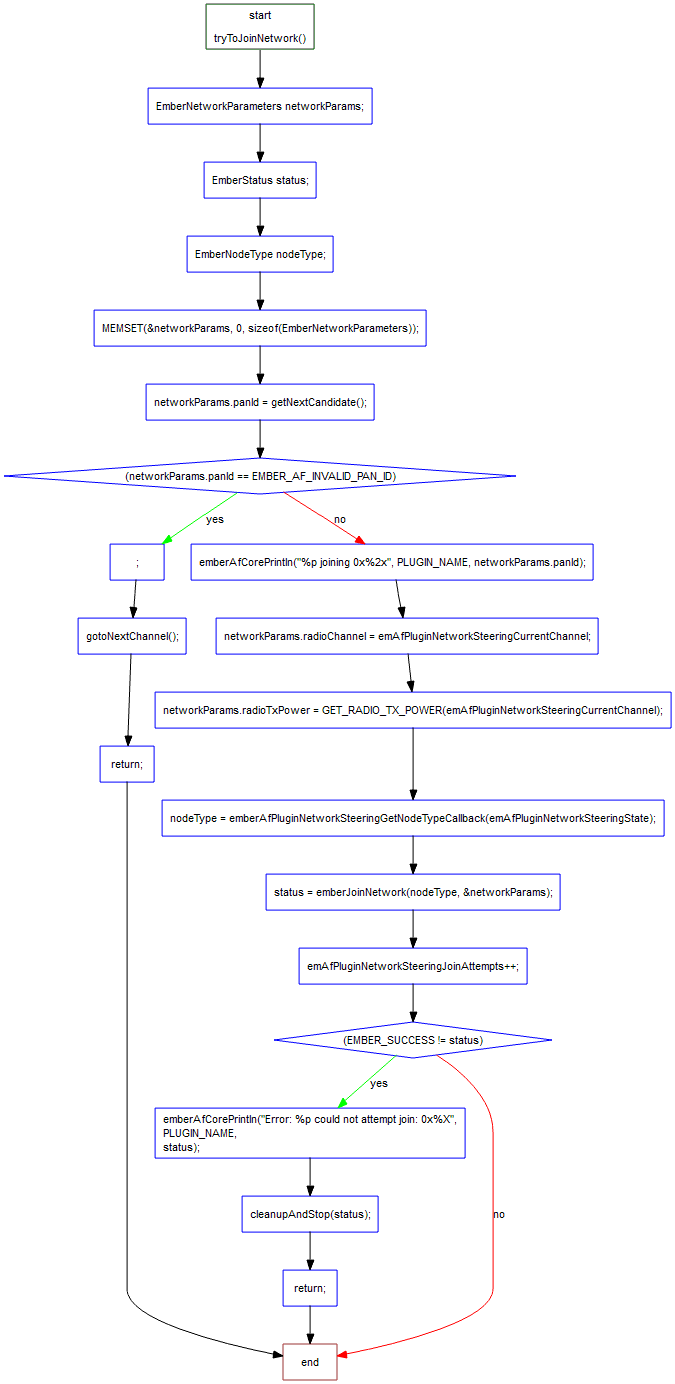 start
tryToJoinNetwork()
EmberNetworkParameters networkParams;
EmberStatus status;
EmberNodeType nodeType;
MEMSET(&networkParams, 0, sizeof(EmberNetworkParameters));
networkParams.panId = getNextCandidate();
(networkParams.panId == EMBER_AF_INVALID_PAN_ID)
yes
no
;
emberAfCorePrintln("%p joining 0x%2x", PLUGIN_NAME, networkParams.panId);
gotoNextChannel();
networkParams.radioChannel = emAfPluginNetworkSteeringCurrentChannel;
networkParams.radioTxPower = GET_RADIO_TX_POWER(emAfPluginNetworkSteeringCurrentChannel);
return;
nodeType = emberAfPluginNetworkSteeringGetNodeTypeCallback(emAfPluginNetworkSteeringState);
status = emberJoinNetwork(nodeType, &networkParams);
emAfPluginNetworkSteeringJoinAttempts++;
(EMBER_SUCCESS != status)
yes
emberAfCorePrintln("Error: %p could not attempt join: 0x%X",
PLUGIN_NAME,
status);
cleanupAndStop(status);
no
return;
end